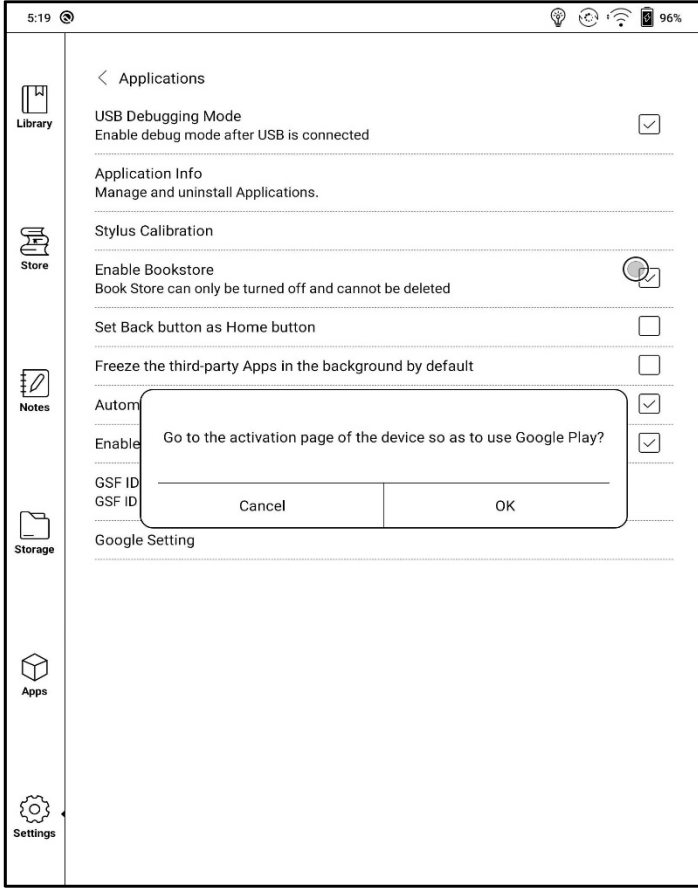 5:19
96%
Applications
Library
USB Debugging Mode
Enable debug mode after USB is connected
Application Info
Manage and uninstall Applications.
Stylus Calibration
Store
Enable Bookstore
Book Store can only be turned off and cannot be deleted
Set Back button as Home button
Freeze the third-party Apps in the background by default
Notes
Autom
Enable
Go to the activation page of the device so as to use Google Play?
GSF ID
GSF ID
Cancel
OK
Storage
Google Setting
Apps
Settings